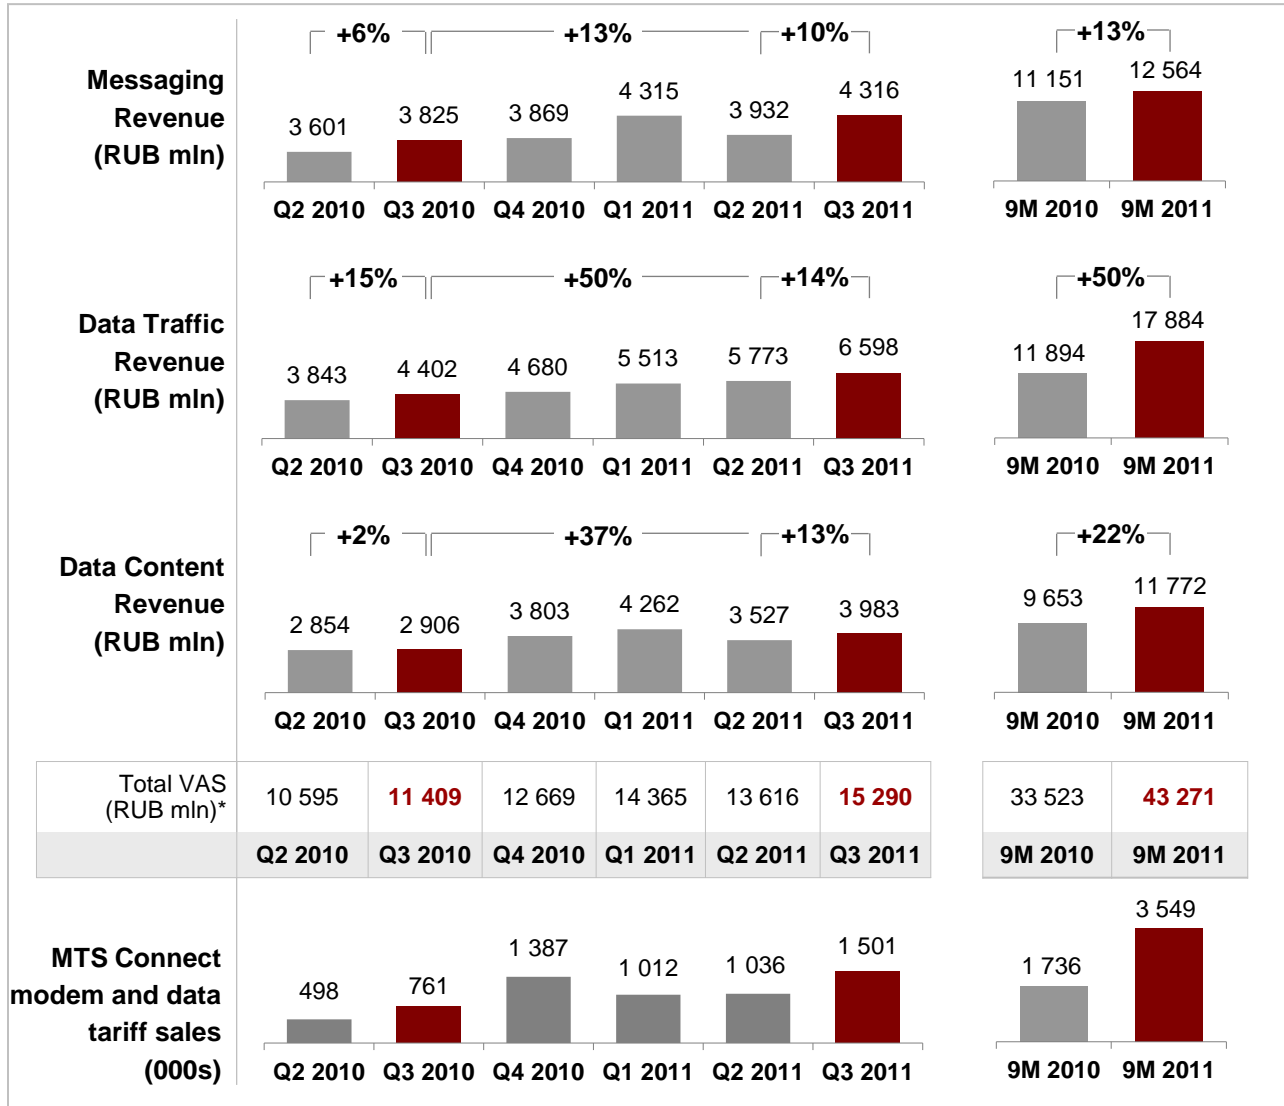 +6% +13% +10% +13%
Messaging
Revenue
(RUB mln)
3 601 3 825 3 869 4 315 3 932 4 316 11 151 12 564
Q2 2010 Q3 2010 Q4 2010 Q1 2011 Q2 2011 Q3 2011 9M 2010 9M 2011
+15% +50% +14% +50%
Data Traffic
Revenue
(RUB mln)
3 843 4 402 4 680 5 513 5 773 6 598 11 894 17 884
Q2 2010 Q3 2010 Q4 2010 Q1 2011 Q2 2011 Q3 2011 9M 2010 9M 2011
+2% +37% +13% +22%
Data Content
Revenue
(RUB mln)
2 854 2 906 3 803 4 262 3 527 3 983 9 653 11 772
Q2 2010 Q3 2010 Q4 2010 Q1 2011 Q2 2011 Q3 2011 9M 2010 9M 2011
Total VAS
(RUB mln)*
10 595 11 409 12 669 14 365 13 616 15 290 33 523 43 271
Q2 2010 Q3 2010 Q4 2010 Q1 2011 Q2 2011 Q3 2011 9M 2010 9M 2011
MTS Connect
modem and data
tariff sales
(000s)
498 761 1 387 1 012 1 036 1 501 1 736 3 549
Q2 2010 Q3 2010 Q4 2010 Q1 2011 Q2 2011 Q3 2011 9M 2010 9M 2011